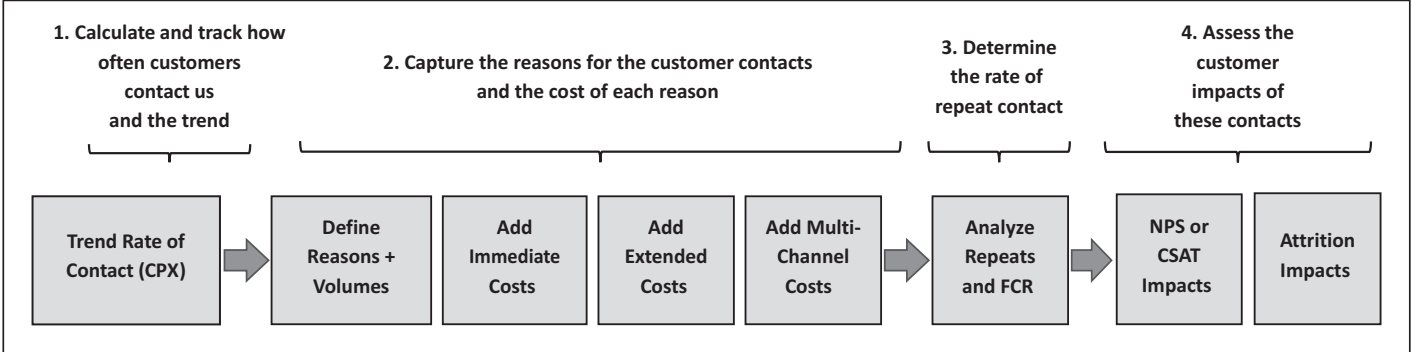 1. Calculate and track how
often customers
contact us
and the trend
2. Capture the reasons for the customer contacts
and the cost of each reason
3. Determine
the rate of
repeat contact
4. Assess the
customer
impacts of
these contacts
Trend Rate of
Contact (CPX)
Define
Reasons +
Volumes
Add
Immediate
Costs
Add
Extended
Costs
Add Multi-
Channel
Costs
Analyze
Repeats
and FCR
NPS or
CSAT
Impacts
Attrition
Impacts